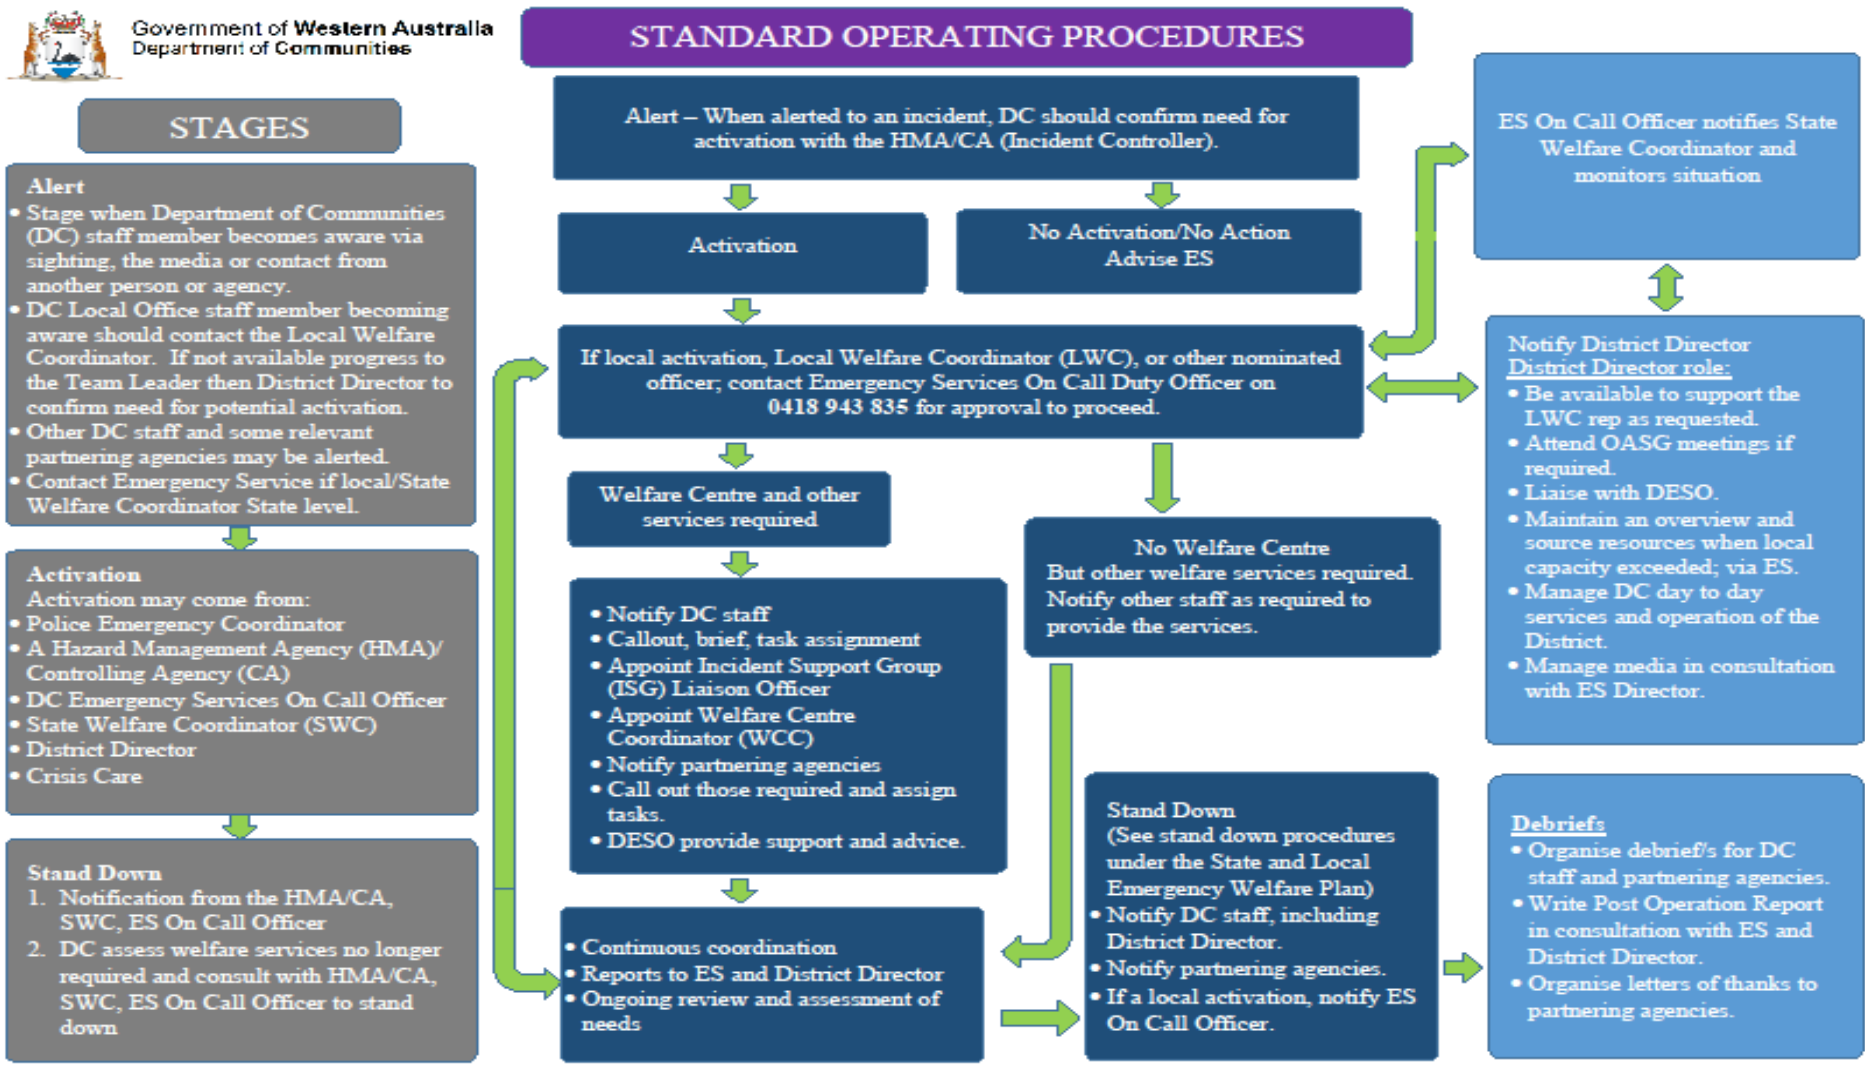 Government of Western Australia
Department of Communities
STANDARD OPERATING PROCEDURES
STAGES
Alert
• Stage when Department of Communities
(DC) staff member becomes aware via
sighting, the media or contact from
another person or agency.
• DC Local Office staff member becoming
aware should contact the Local Welfare
Coordinator. If not available progress to
the Team Leader then District Director to
confirm need for potential activation.
• Other DC staff and some relevant
partnering agencies may be alerted.
• Contact Emergency Service if local/State
Welfare Coordinator State level.
Activation
Activation may come from:
• Police Emergency Coordinator
• A Hazard Management Agency (HMA)/
Controlling Agency (CA)
• DC Emergency Services On Call Officer
• State Welfare Coordinator (SWC)
• District Director
• Crisis Care
Stand Down
1. Notification from the HMA/CA,
SWC, ES On Call Officer
2. DC assess welfare services no longer
required and consult with HMA/CA,
SWC, ES On Call Officer to stand
down
Alert – When alerted to an incident, DC should confirm need for
activation with the HMA/CA (Incident Controller).
Activation
No Activation/No Action
Advise ES
If local activation, Local Welfare Coordinator (LWC), or other nominated
officer; contact Emergency Services On Call Duty Officer on
0418 943 835 for approval to proceed.
Welfare Centre and other
services required
No Welfare Centre
But other welfare services required.
Notify other staff as required to
provide the services.
• Notify DC staff
• Callout, brief, task assignment
• Appoint Incident Support Group
(ISG) Liaison Officer
• Appoint Welfare Centre
Coordinator (WCC)
• Notify partnering agencies
• Call out those required and assign
tasks.
• DESO provide support and advice.
• Continuous coordination
• Reports to ES and District Director
• Ongoing review and assessment of
needs
Stand Down
(See stand down procedures
under the State and Local
Emergency Welfare Plan)
• Notify DC staff, including
District Director.
• Notify partnering agencies.
• If a local activation, notify ES
On Call Officer.
ES On Call Officer notifies State
Welfare Coordinator and
monitors situation
Notify District Director
District Director role:
• Be available to support the
LWC rep as requested.
• Attend OASG meetings if
required.
• Liaise with DESO.
• Maintain an overview and
source resources when local
capacity exceeded; via ES.
• Manage DC day to day
services and operation of the
District.
• Manage media in consultation
with ES Director.
Debriefs
• Organise debrief/s for DC
staff and partnering agencies.
• Write Post Operation Report
in consultation with ES and
District Director.
• Organise letters of thanks to
partnering agencies.